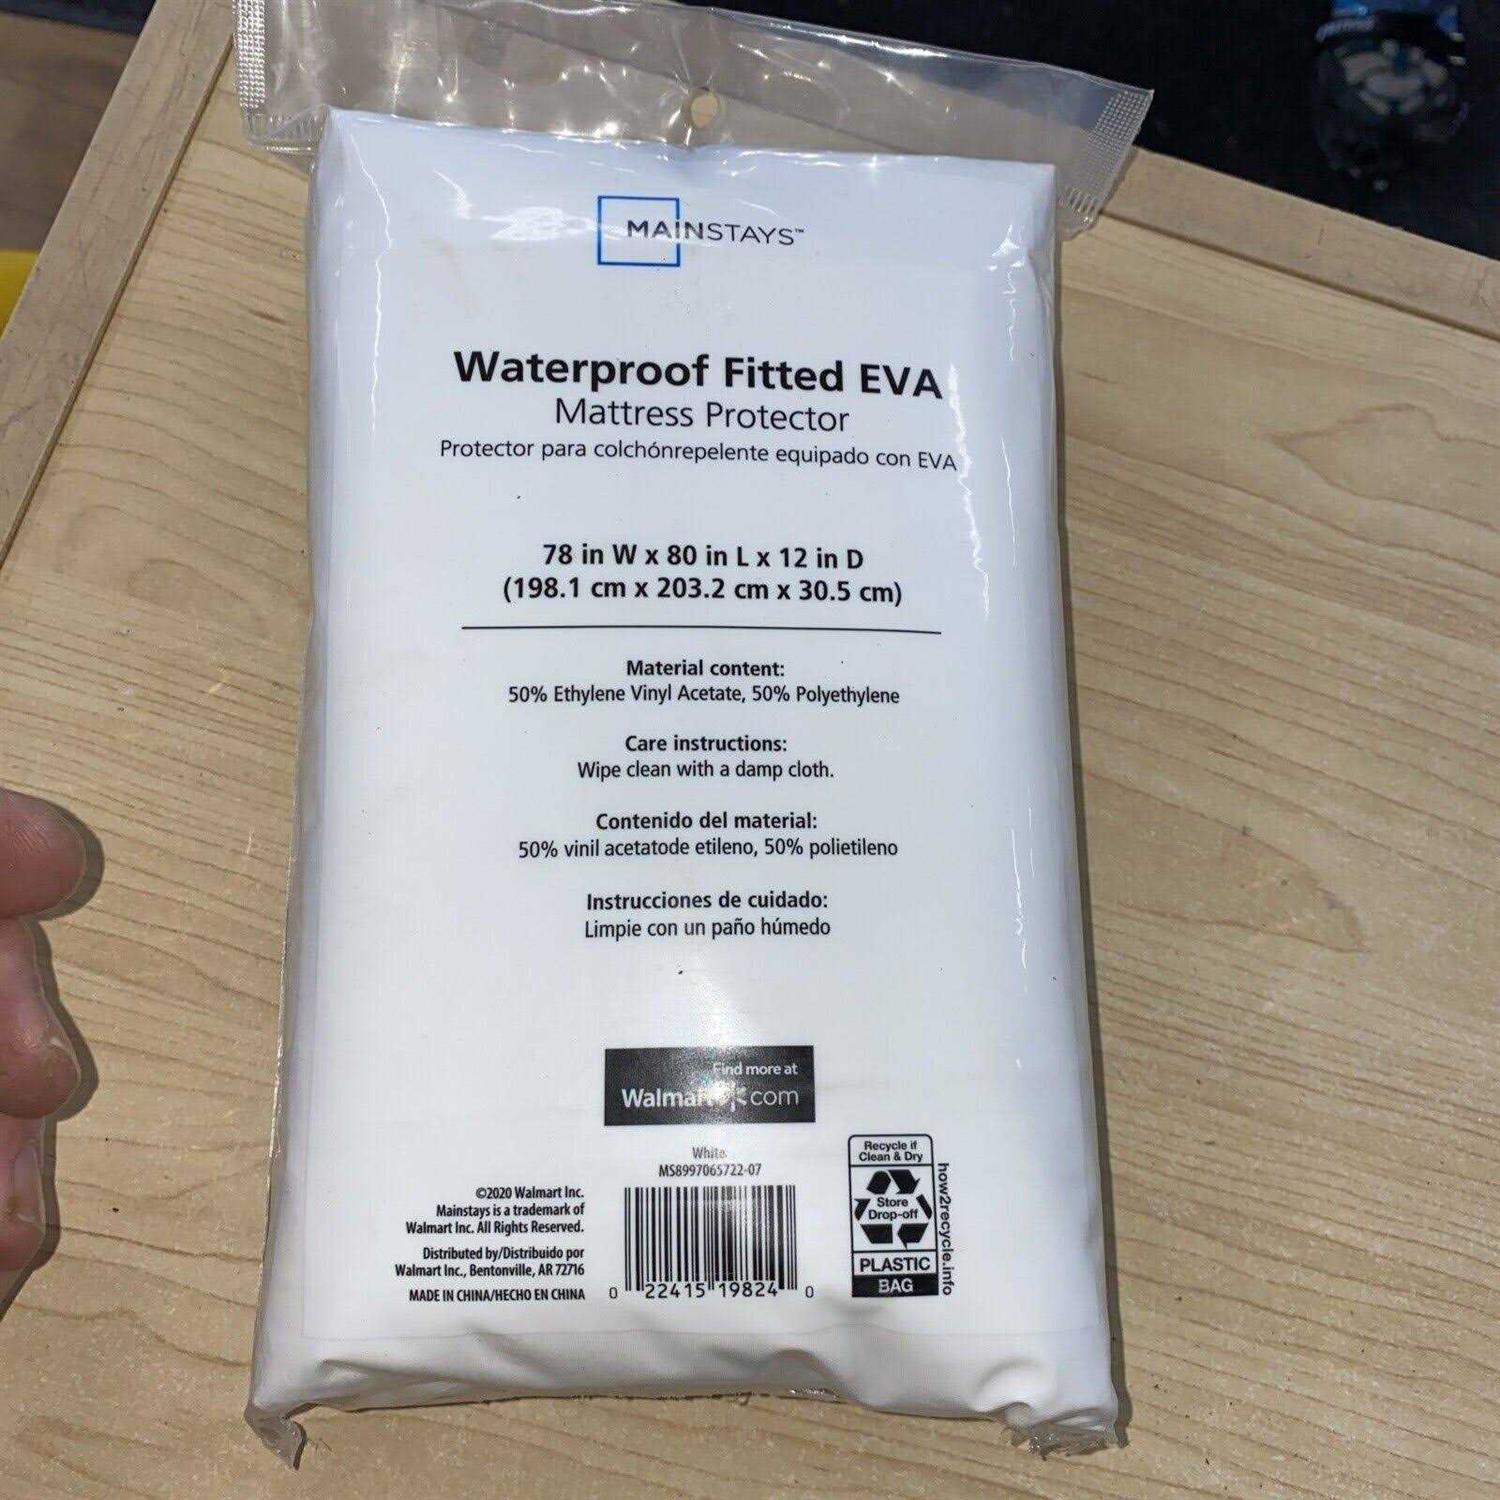 MAINSTAYS™
Waterproof Fitted EVA
Mattress Protector
Protector para colchónrepelente equipado con EVA
78 in W x 80 in L x 12 in D
(198.1 cm x 203.2 cm x 30.5 cm)
Material content:
50% Ethylene Vinyl Acetate, 50% Polyethylene
Care instructions:
Wipe clean with a damp cloth.
Contenido del material:
50% vinil acetatode etileno, 50% polietileno
Instrucciones de cuidado:
Limpie con un paño húmedo
Find more at
Walmart com
White
MS8997065722-07
©2020 Walmart Inc.
Mainstays is a trademark of
Walmart Inc. All Rights Reserved.
Distributed by/Distribuido por
Walmart Inc., Bentonville, AR 72716
MADE IN CHINA/HECHO EN CHINA
0 22415 19824 0
Recycle if
Clean & Dry
Store
Drop-off
PLASTIC
BAG
how2recycle.info